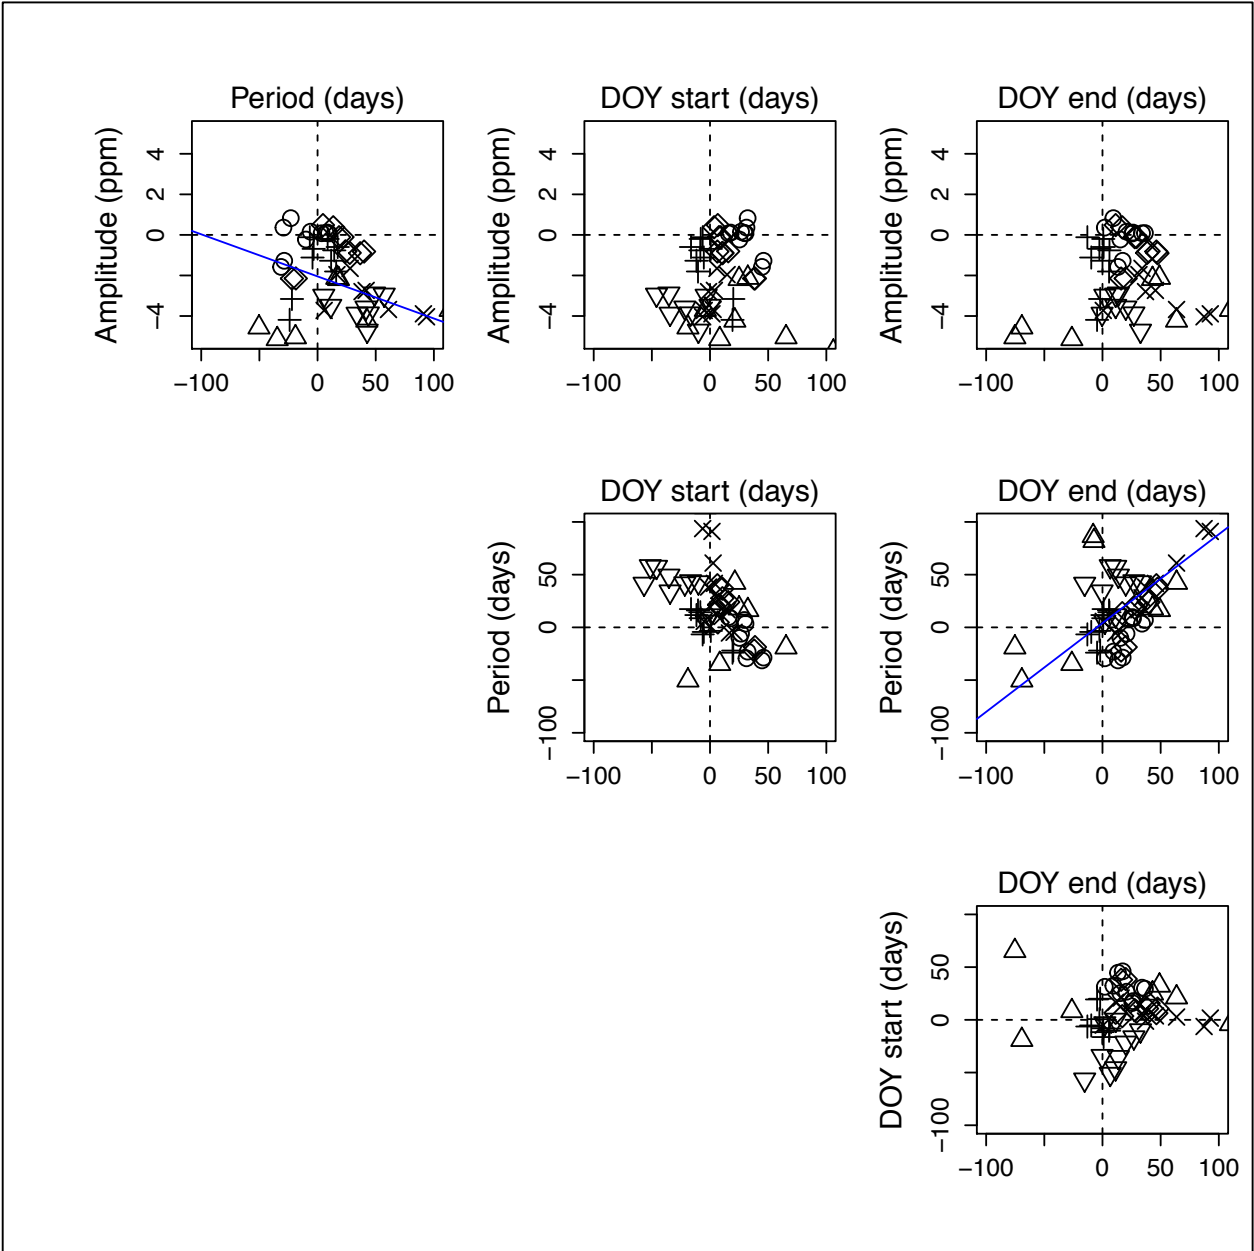 Period (days) DOY start (days) DOY end (days)
Amplitude (ppm) Amplitude (ppm) Amplitude (ppm)
4 4 4
2 2 2
0 0 0
−4 −4 −4
−100 0 50 100 −100 0 50 100 −100 0 50 100
DOY start (days) DOY end (days)
Period (days) Period (days)
50 50
0 0
−100 −100
−100 0 50 100 −100 0 50 100
DOY end (days)
DOY start (days)
50
0
−100
−100 0 50 100